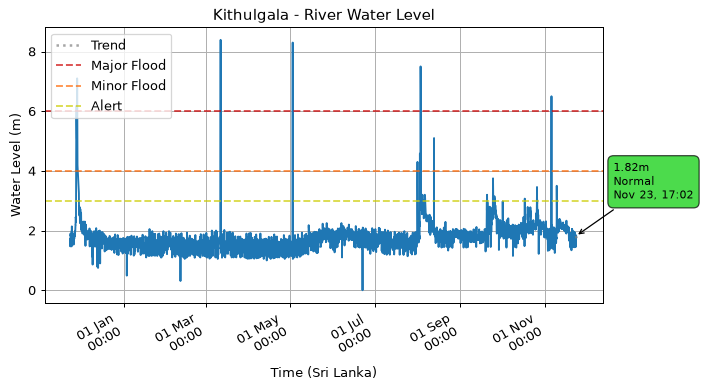 Kithulgala - River Water Level
Trend
Major Flood
Minor Flood
Alert
Water Level (m)
8
6
4
2
0
1.82m
Normal
Nov 23, 17:02
01 Jan
00:00
01 Mar
00:00
01 May
00:00
01 Jul
00:00
01 Sep
00:00
01 Nov
00:00
Time (Sri Lanka)